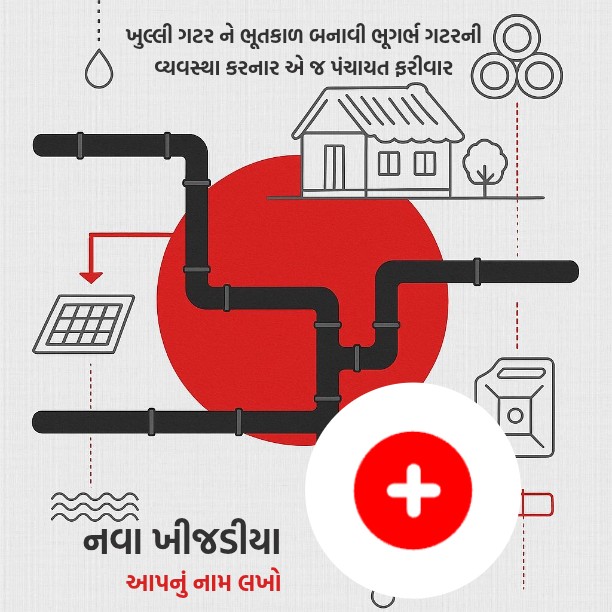 ખુલ્લી ગટર ને ભૂતકાળ બનાવી ભૂગર્ભ ગટરની
વ્યવસ્થા કરનાર એ જ પંચાયત ફરીવાર
નવા ખીજડીયા
આપનું નામ લખો